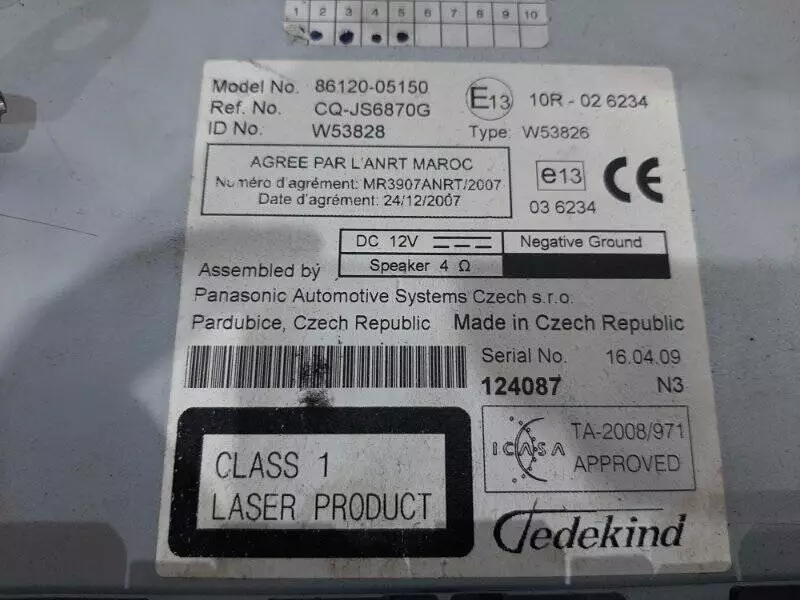 1 2 3 4 5 6 7 8 9 10
Model No. 86120-05150
Ref. No. CQ-JS6870G
ID No. W53828
E13 10R - 02 6234
Type: W53826
AGREE PAR L'ANRT MAROC
Numéro d'agrément: MR3907ANRT/2007
Date d'agrément: 24/12/2007
e13 CE
03 6234
DC 12V Negative Ground
Speaker 4 Ω
Assembled by
Panasonic Automotive Systems Czech s.r.o.
Pardubice, Czech Republic Made in Czech Republic
Serial No. 16.04.09
124087 N3
CLASS 1
LASER PRODUCT
ICASA
TA-2008/971
APPROVED
Tedekind